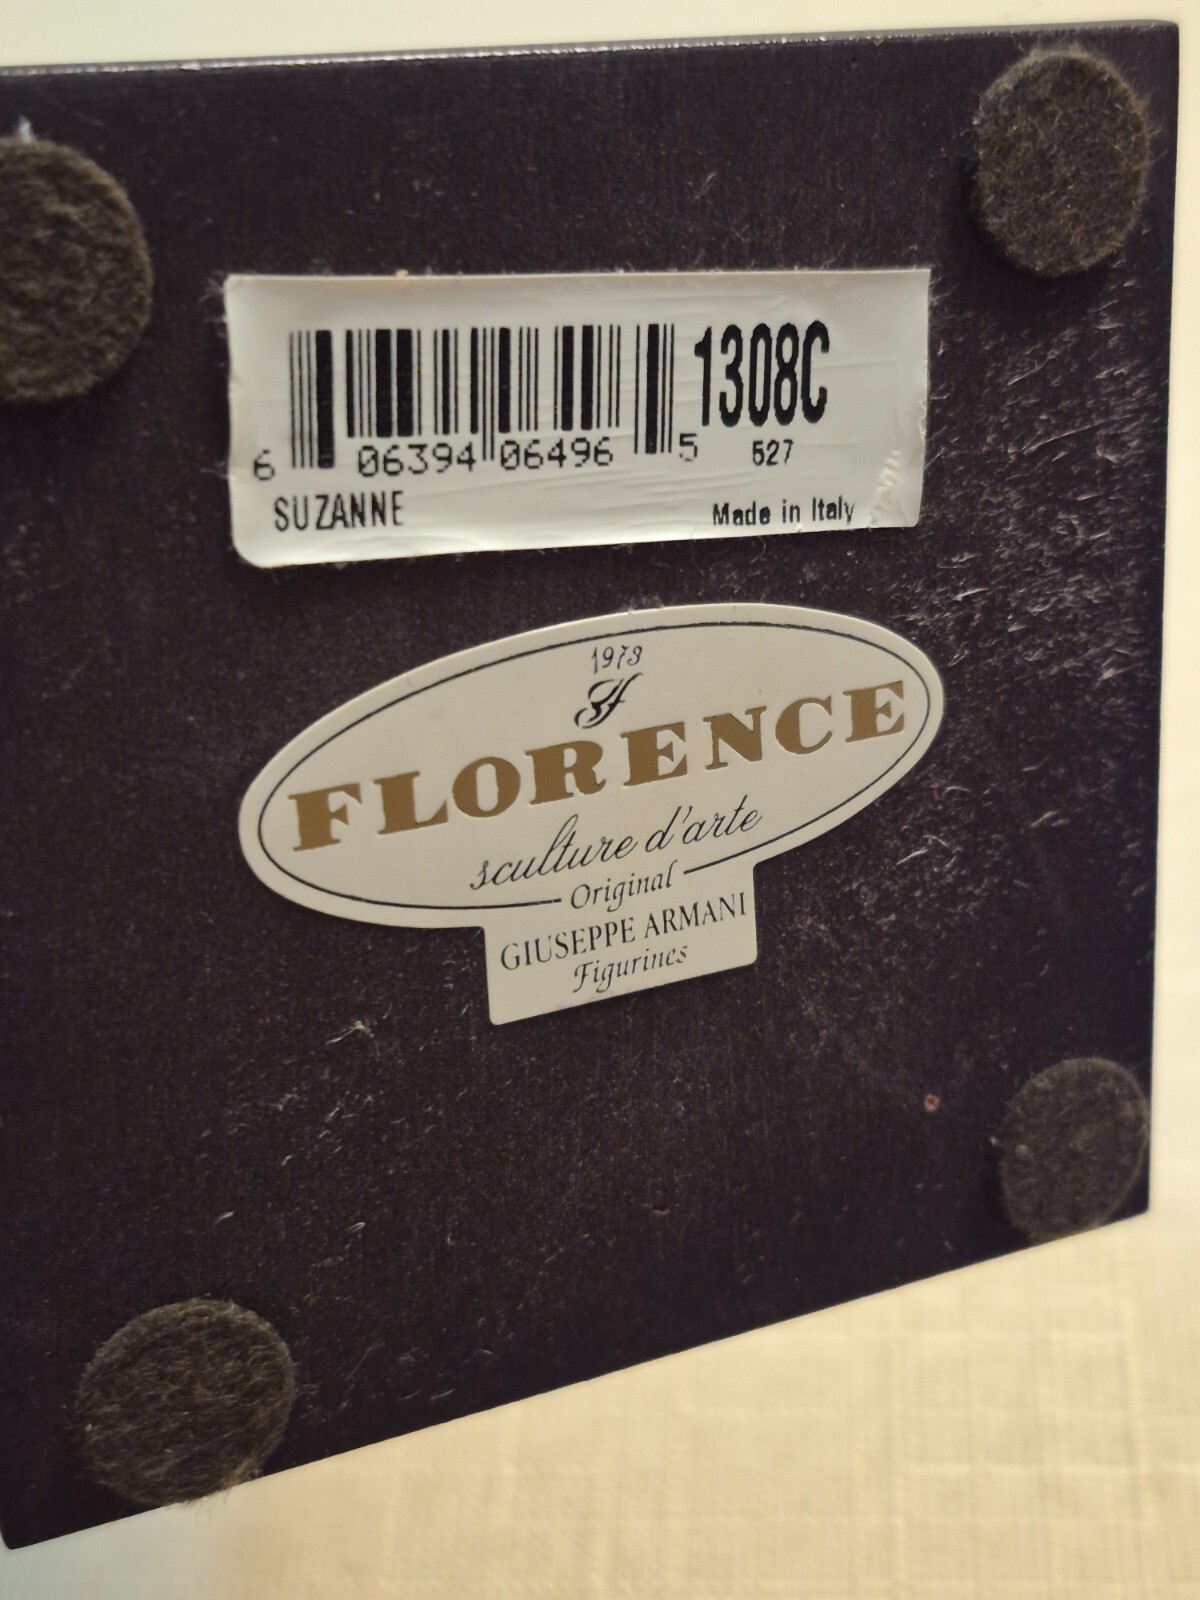 1308C
6 06394 06496 5 527
SUZANNE Made in Italy
1973
FLORENCE
sculture d'arte
Original
GIUSEPPE ARMANI
Figurines